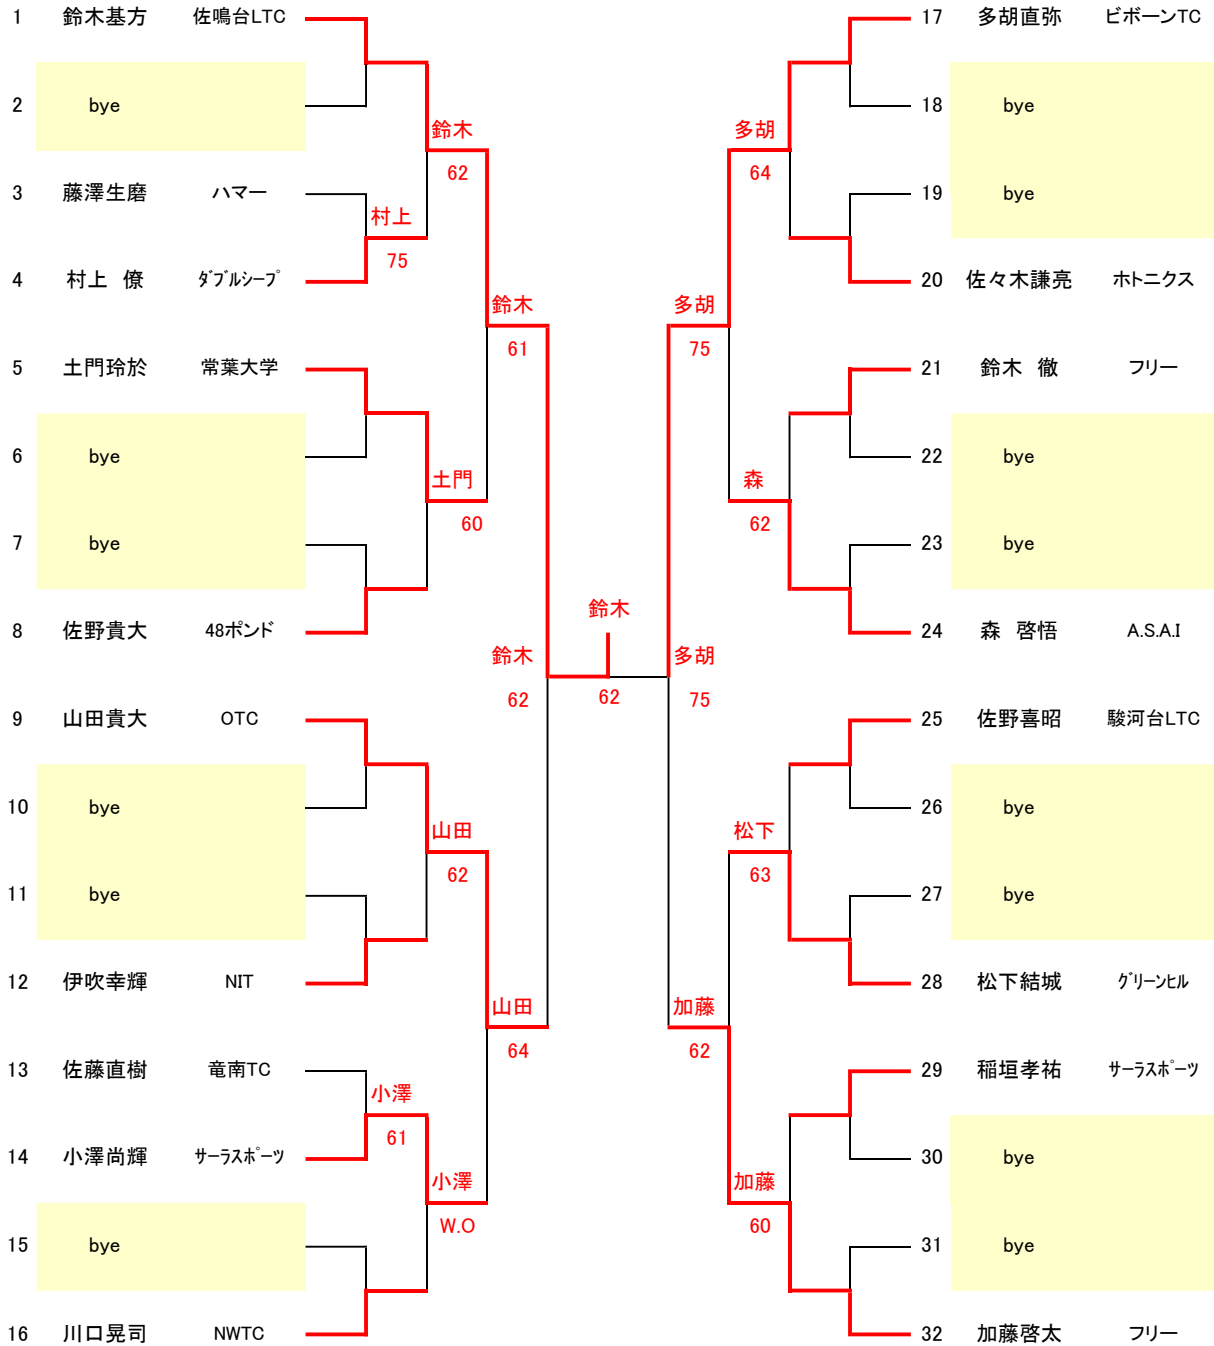 1 鈴木基方 佐鳴台LTC
2 bye
鈴木
62
3 藤澤生磨 ハマー
村上
75
4 村上 僚 ﾀﾞﾌﾞﾙｼｰﾌﾟ
鈴木
61
5 土門玲於 常葉大学
6 bye
土門
60
7 bye
8 佐野貴大 48ポンド
鈴木
62
9 山田貴大 OTC
10 bye
山田
62
11 bye
12 伊吹幸輝 NIT
山田
64
13 佐藤直樹 竜南TC
小澤
61
14 小澤尚輝 ｻｰﾗｽﾎﾟｰﾂ
小澤
W.O
15 bye
16 川口晃司 NWTC
鈴木
62
17 多胡直弥 ビボーンTC
18 bye
多胡
64
19 bye
20 佐々木謙亮 ホトニクス
多胡
75
21 鈴木 徹 フリー
22 bye
森
62
23 bye
24 森 啓悟 A.S.A.I
多胡
75
25 佐野喜昭 駿河台LTC
26 bye
松下
63
27 bye
28 松下結城 ｸﾞﾘｰﾝﾋﾙ
加藤
62
29 稲垣孝祐 ｻｰﾗｽﾎﾟｰﾂ
30 bye
加藤
60
31 bye
32 加藤啓太 フリー